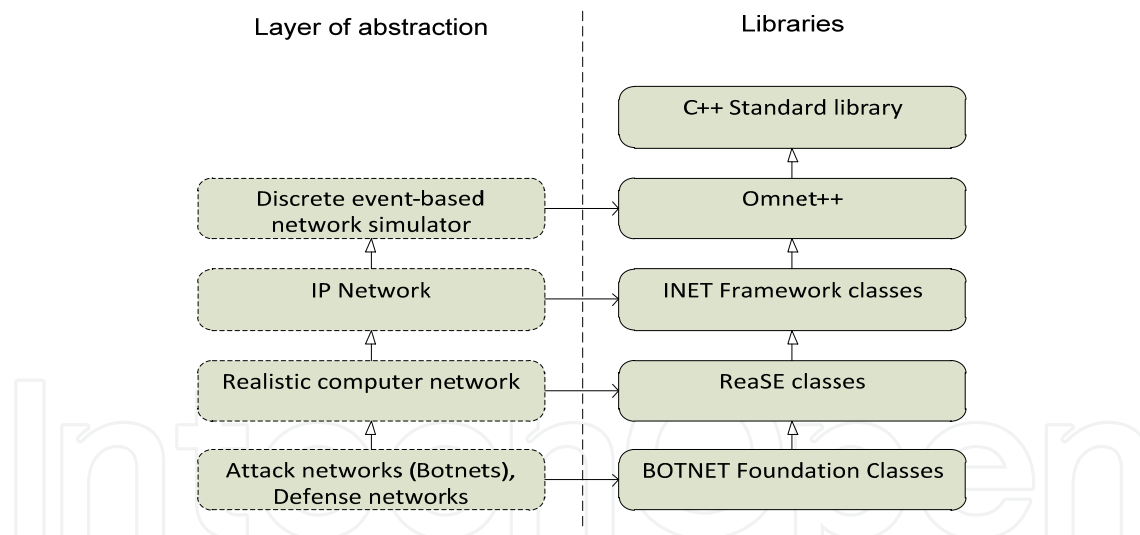 Layer of abstraction
Libraries
C++ Standard library
Discrete event-based
network simulator
Omnet++
IP Network
INET Framework classes
Realistic computer network
ReaSE classes
Attack networks (Botnets),
Defense networks
BOTNET Foundation Classes
IntechOpen